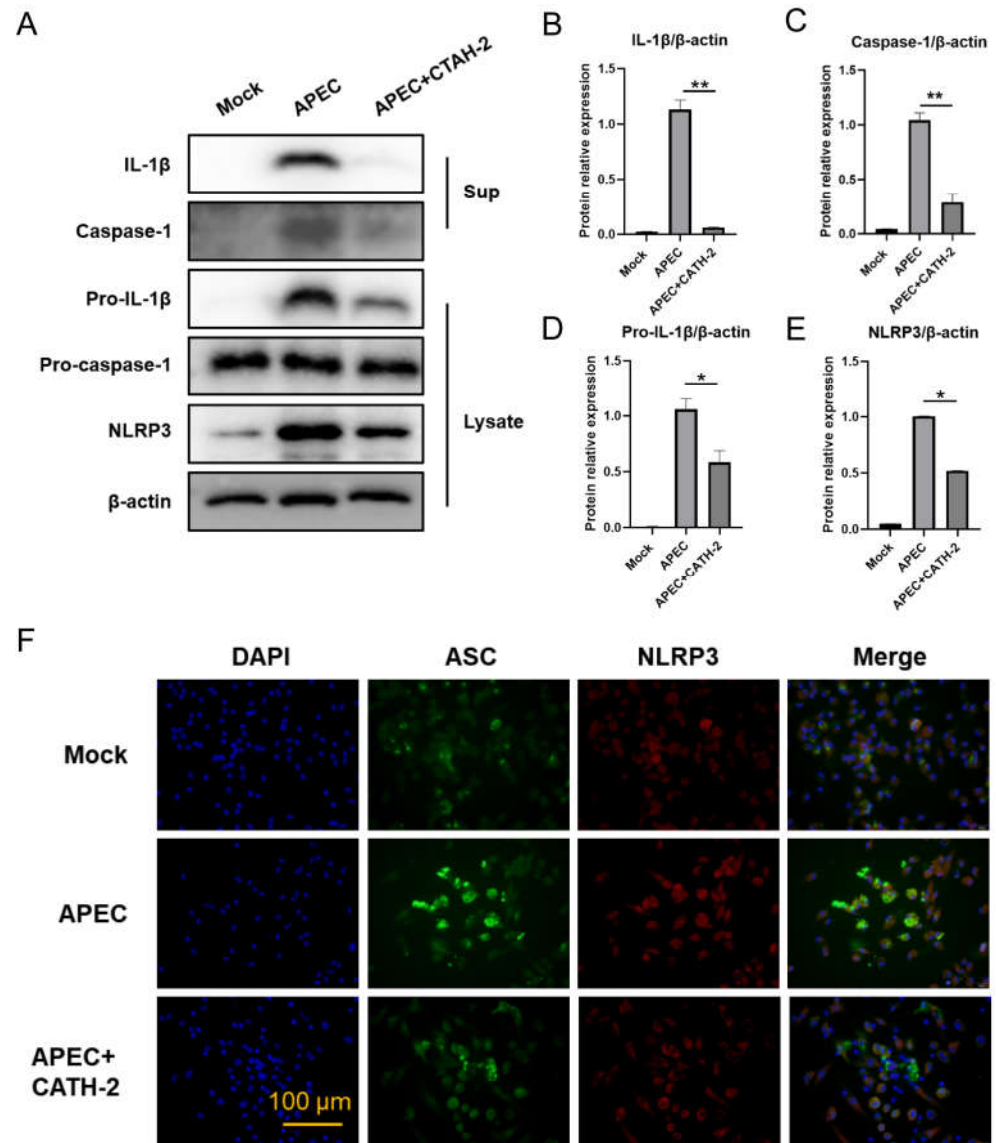 A
Mock
APEC
APEC+CTAH-2
IL-1β
Caspase-1
Sup
Pro-IL-1β
Pro-caspase-1
NLRP3
β-actin
Lysate
B
IL-1β/β-actin
Protein relative expression
1.5
1.0
0.5
0.0
**
Mock
APEC
APEC+CATH-2
C
Caspase-1/β-actin
Protein relative expression
1.5
1.0
0.5
0.0
**
Mock
APEC
APEC+CATH-2
D
Pro-IL-1β/β-actin
Protein relative expression
1.5
1.0
0.5
0.0
*
Mock
APEC
APEC+CATH-2
E
NLRP3/β-actin
Protein relative expression
1.5
1.0
0.5
0.0
*
Mock
APEC
APEC+CATH-2
F
DAPI
ASC
NLRP3
Merge
Mock
APEC
APEC+
CATH-2
100 μm